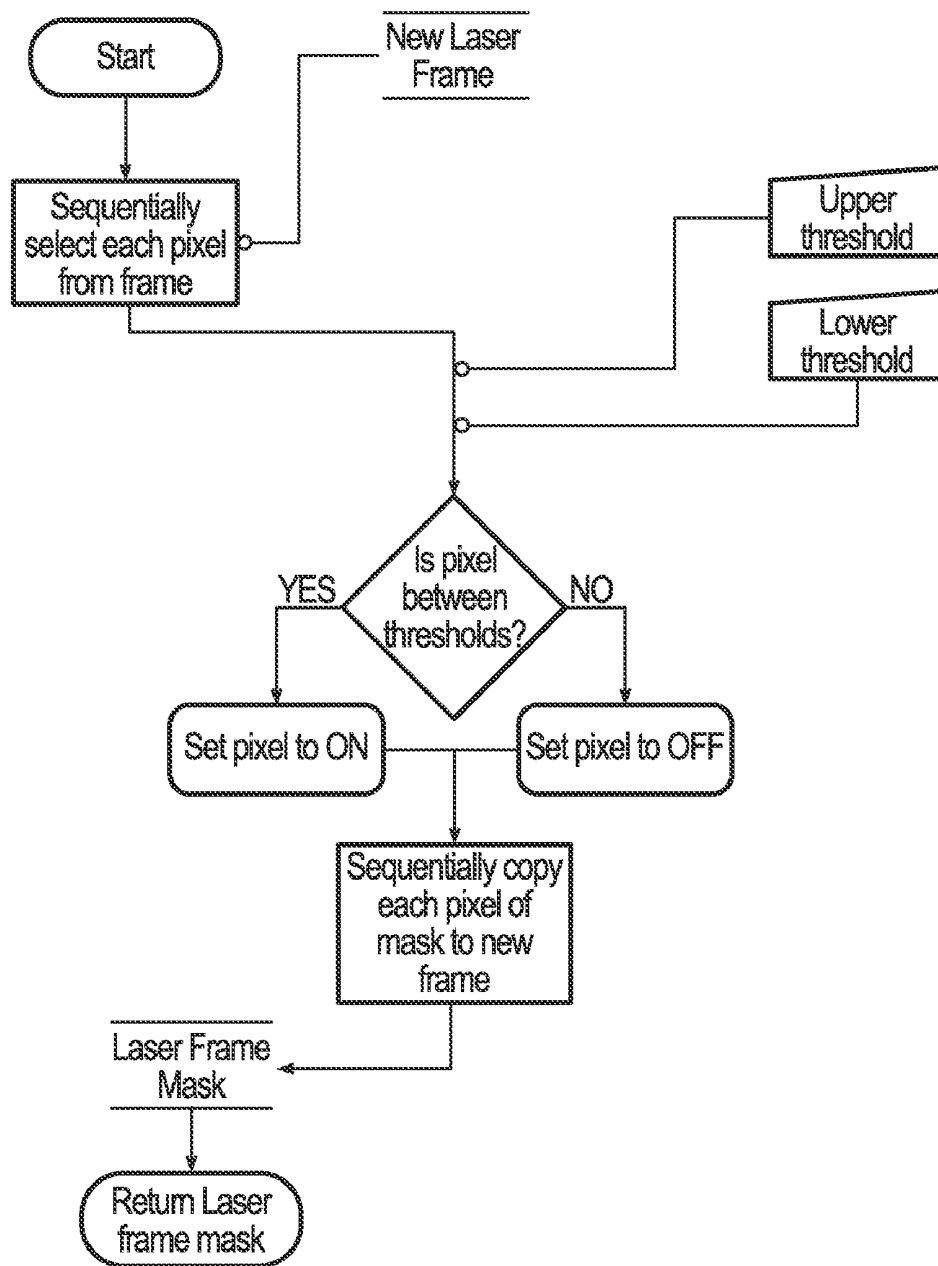 Start
New Laser
Frame
Sequentially
select each pixel
from frame
Upper
threshold
Lower
threshold
Is pixel
between
thresholds?
YES
NO
Set pixel to ON
Set pixel to OFF
Sequentially copy
each pixel of
mask to new
frame
Laser Frame
Mask
Return Laser
frame mask